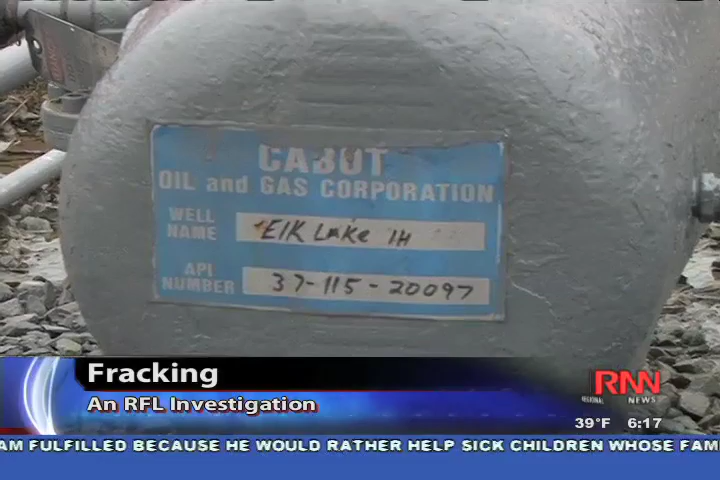 CABOT
OIL and GAS CORPORATION
WELL NAME Elk Lake 1H
API NUMBER 37-115-20097
Fracking
An RFL Investigation
RNN
REGIONAL NEWS
39°F 6:17
AM FULFILLED BECAUSE HE WOULD RATHER HELP SICK CHILDREN WHOSE FAM